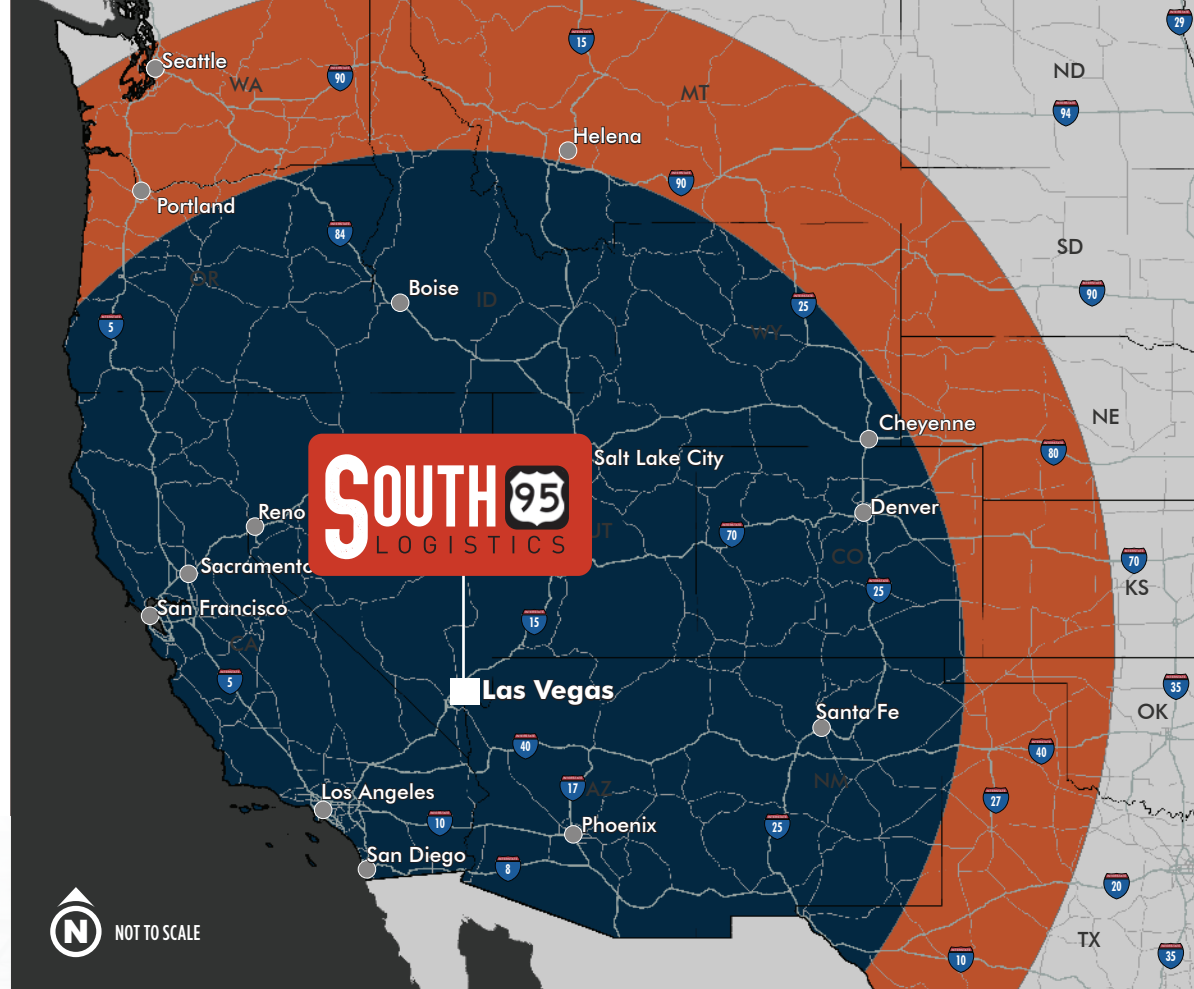 29
15
ND
Seattle
90
WA
MT
94
Helena
90
Portland
84
SD
OR
Boise
ID
90
25
5
WY
NE
Cheyenne
80
SOUTH 95
LOGISTICS
Salt Lake City
Reno
Denver
UT
70
CO
70
Sacramento
25
KS
San Francisco
15
CA
5
Las Vegas
35
Santa Fe
OK
40
40
NM
17
AZ
27
Los Angeles
10
Phoenix
25
San Diego
8
20
N
NOT TO SCALE
TX
10
35